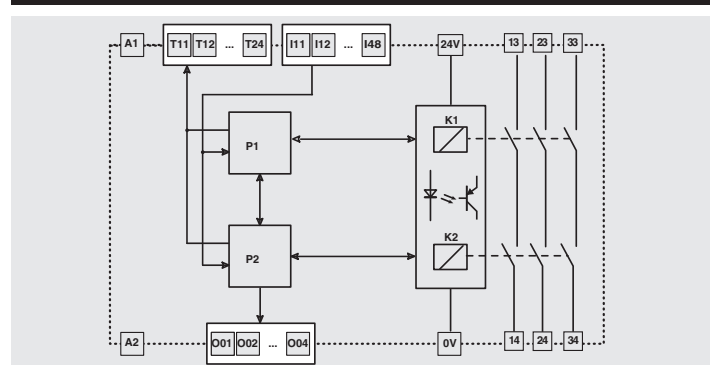 A1 T11 T12 ... T24 I11 I12 ... I48 24V 13 23 33
K1
P1
K2
P2
A2 O01 O02 ... O04 0V 14 24 34